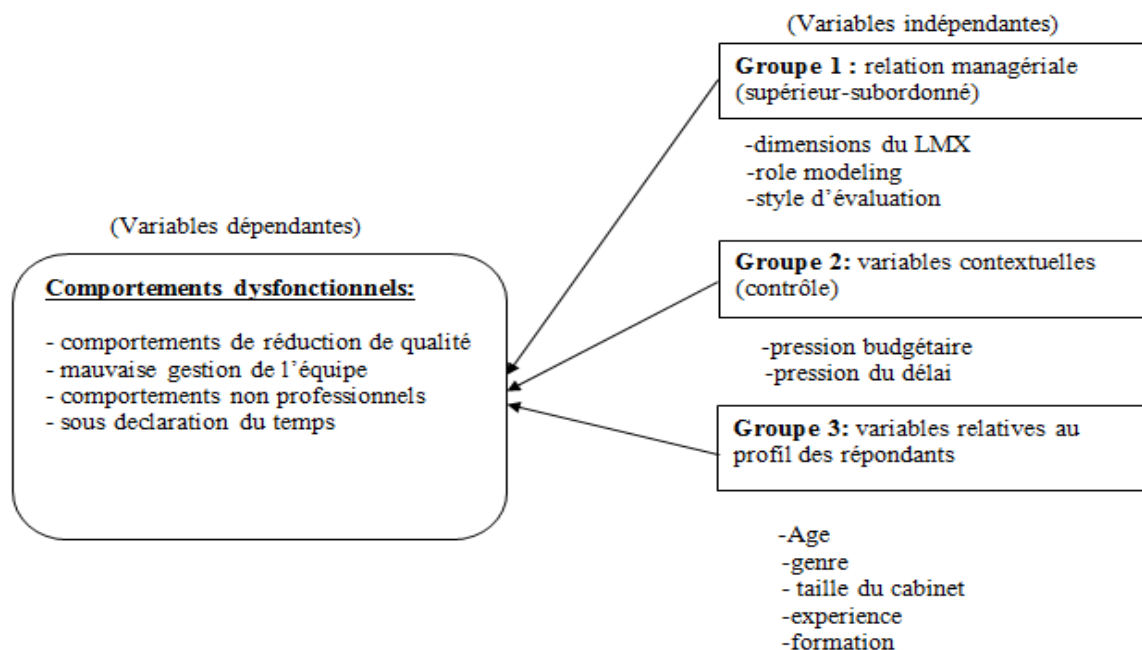 (Variables indépendantes)
Groupe 1 : relation managériale
(supérieur-subordonné)
-dimensions du LMX
-role modeling
-style d’évaluation
(Variables dépendantes)
Comportements dysfonctionnels:
- comportements de réduction de qualité
- mauvaise gestion de l’équipe
- comportements non professionnels
- sous declaration du temps
Groupe 2: variables contextuelles
(contrôle)
-pression budgétaire
-pression du délai
Groupe 3: variables relatives au
profil des répondants
-Age
-genre
- taille du cabinet
-experience
-formation